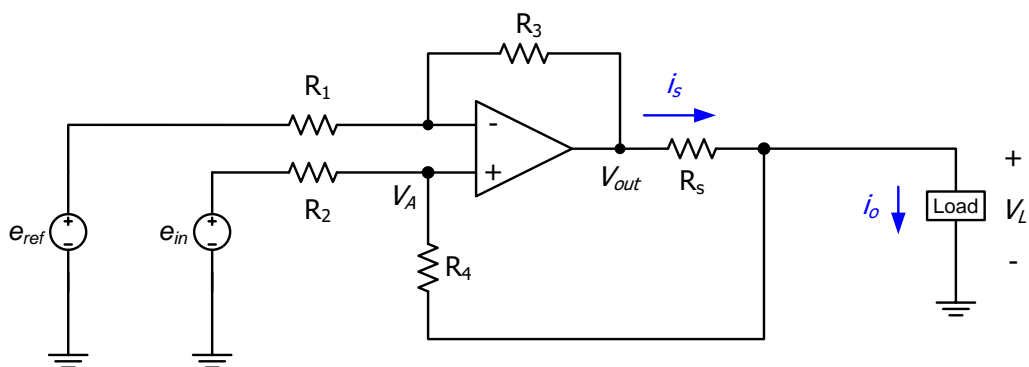 R3
R1
is
-
+
R2
VA
Vout
Rs
+
io
Load
VL
-
eref
+
-
ein
+
-
R4